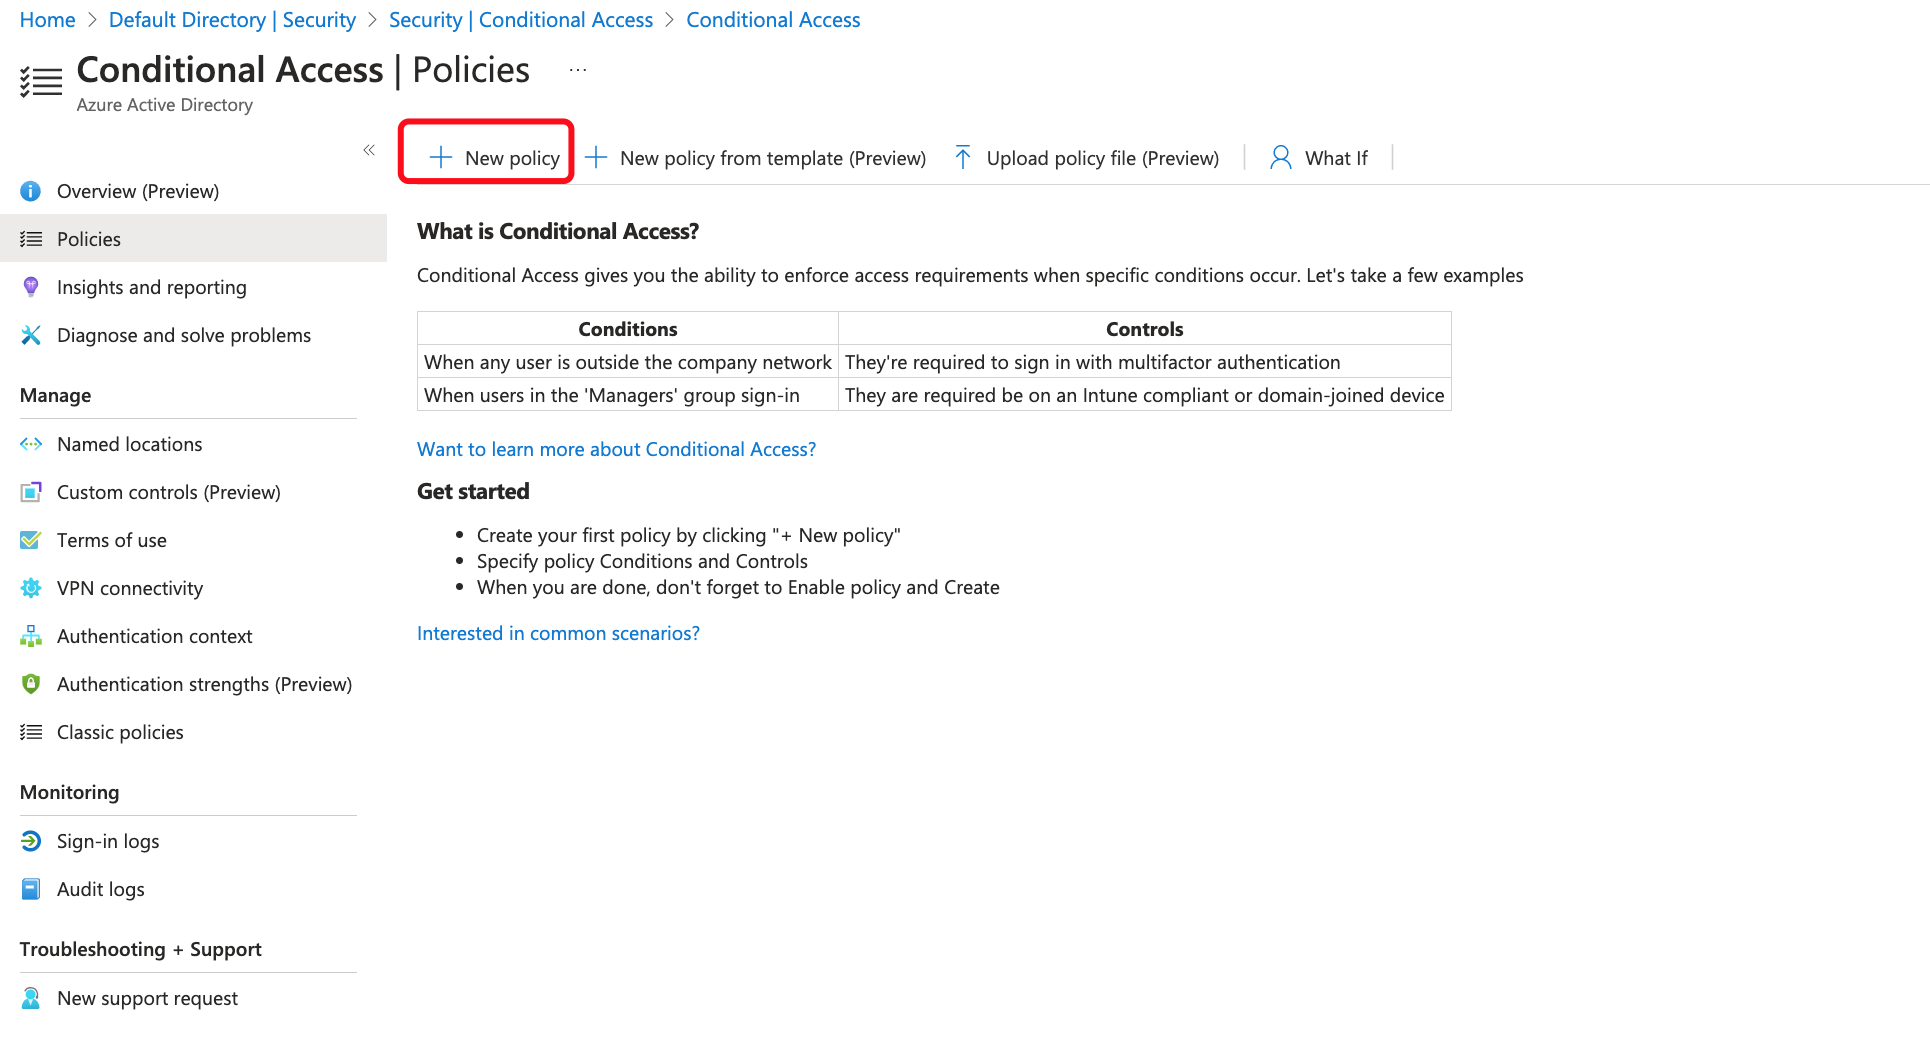 Home > Default Directory | Security > Security | Conditional Access > Conditional Access
Conditional Access | Policies ...
Azure Active Directory
«
+ New policy + New policy from template (Preview) Upload policy file (Preview) What If
Overview (Preview)
Policies
Insights and reporting
Diagnose and solve problems
Manage
Named locations
Custom controls (Preview)
Terms of use
VPN connectivity
Authentication context
Authentication strengths (Preview)
Classic policies
Monitoring
Sign-in logs
Audit logs
Troubleshooting + Support
New support request
What is Conditional Access?
Conditional Access gives you the ability to enforce access requirements when specific conditions occur. Let's take a few examples
Conditions Controls
When any user is outside the company network They're required to sign in with multifactor authentication
When users in the 'Managers' group sign-in They are required be on an Intune compliant or domain-joined device
Want to learn more about Conditional Access?
Get started
• Create your first policy by clicking "+ New policy"
• Specify policy Conditions and Controls
• When you are done, don't forget to Enable policy and Create
Interested in common scenarios?